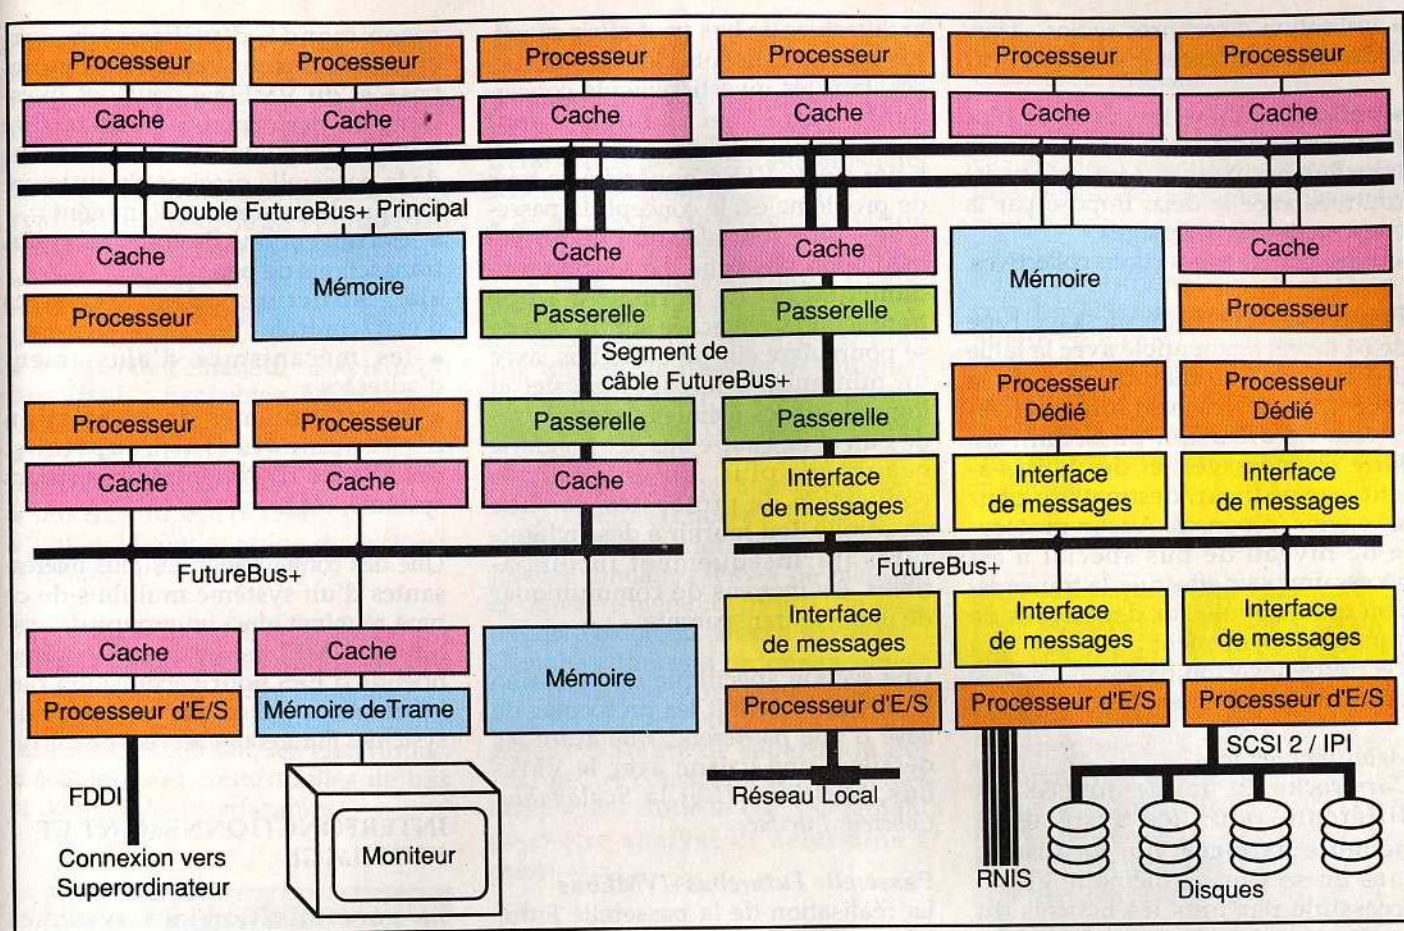 Processeur Processeur Processeur Processeur Processeur Processeur
Cache Cache Cache Cache Cache Cache
Double FutureBus+ Principal
Cache Mémoire Cache Cache Mémoire Cache
Processeur Passerelle Passerelle Processeur
Segment de
câble FutureBus+
Processeur Processeur Passerelle Passerelle Processeur
Dédié
Processeur
Dédié
Cache Cache Cache Interface
de messages
Interface
de messages
Interface
de messages
FutureBus+ FutureBus+
Cache Cache Mémoire Interface
de messages
Interface
de messages
Interface
de messages
Processeur d'E/S Mémoire deTrame Processeur d'E/S Processeur d'E/S Processeur d'E/S
SCSI 2 / IPI
FDDI
Réseau Local
Connexion vers
Superordinateur
Moniteur
RNIS
Disques